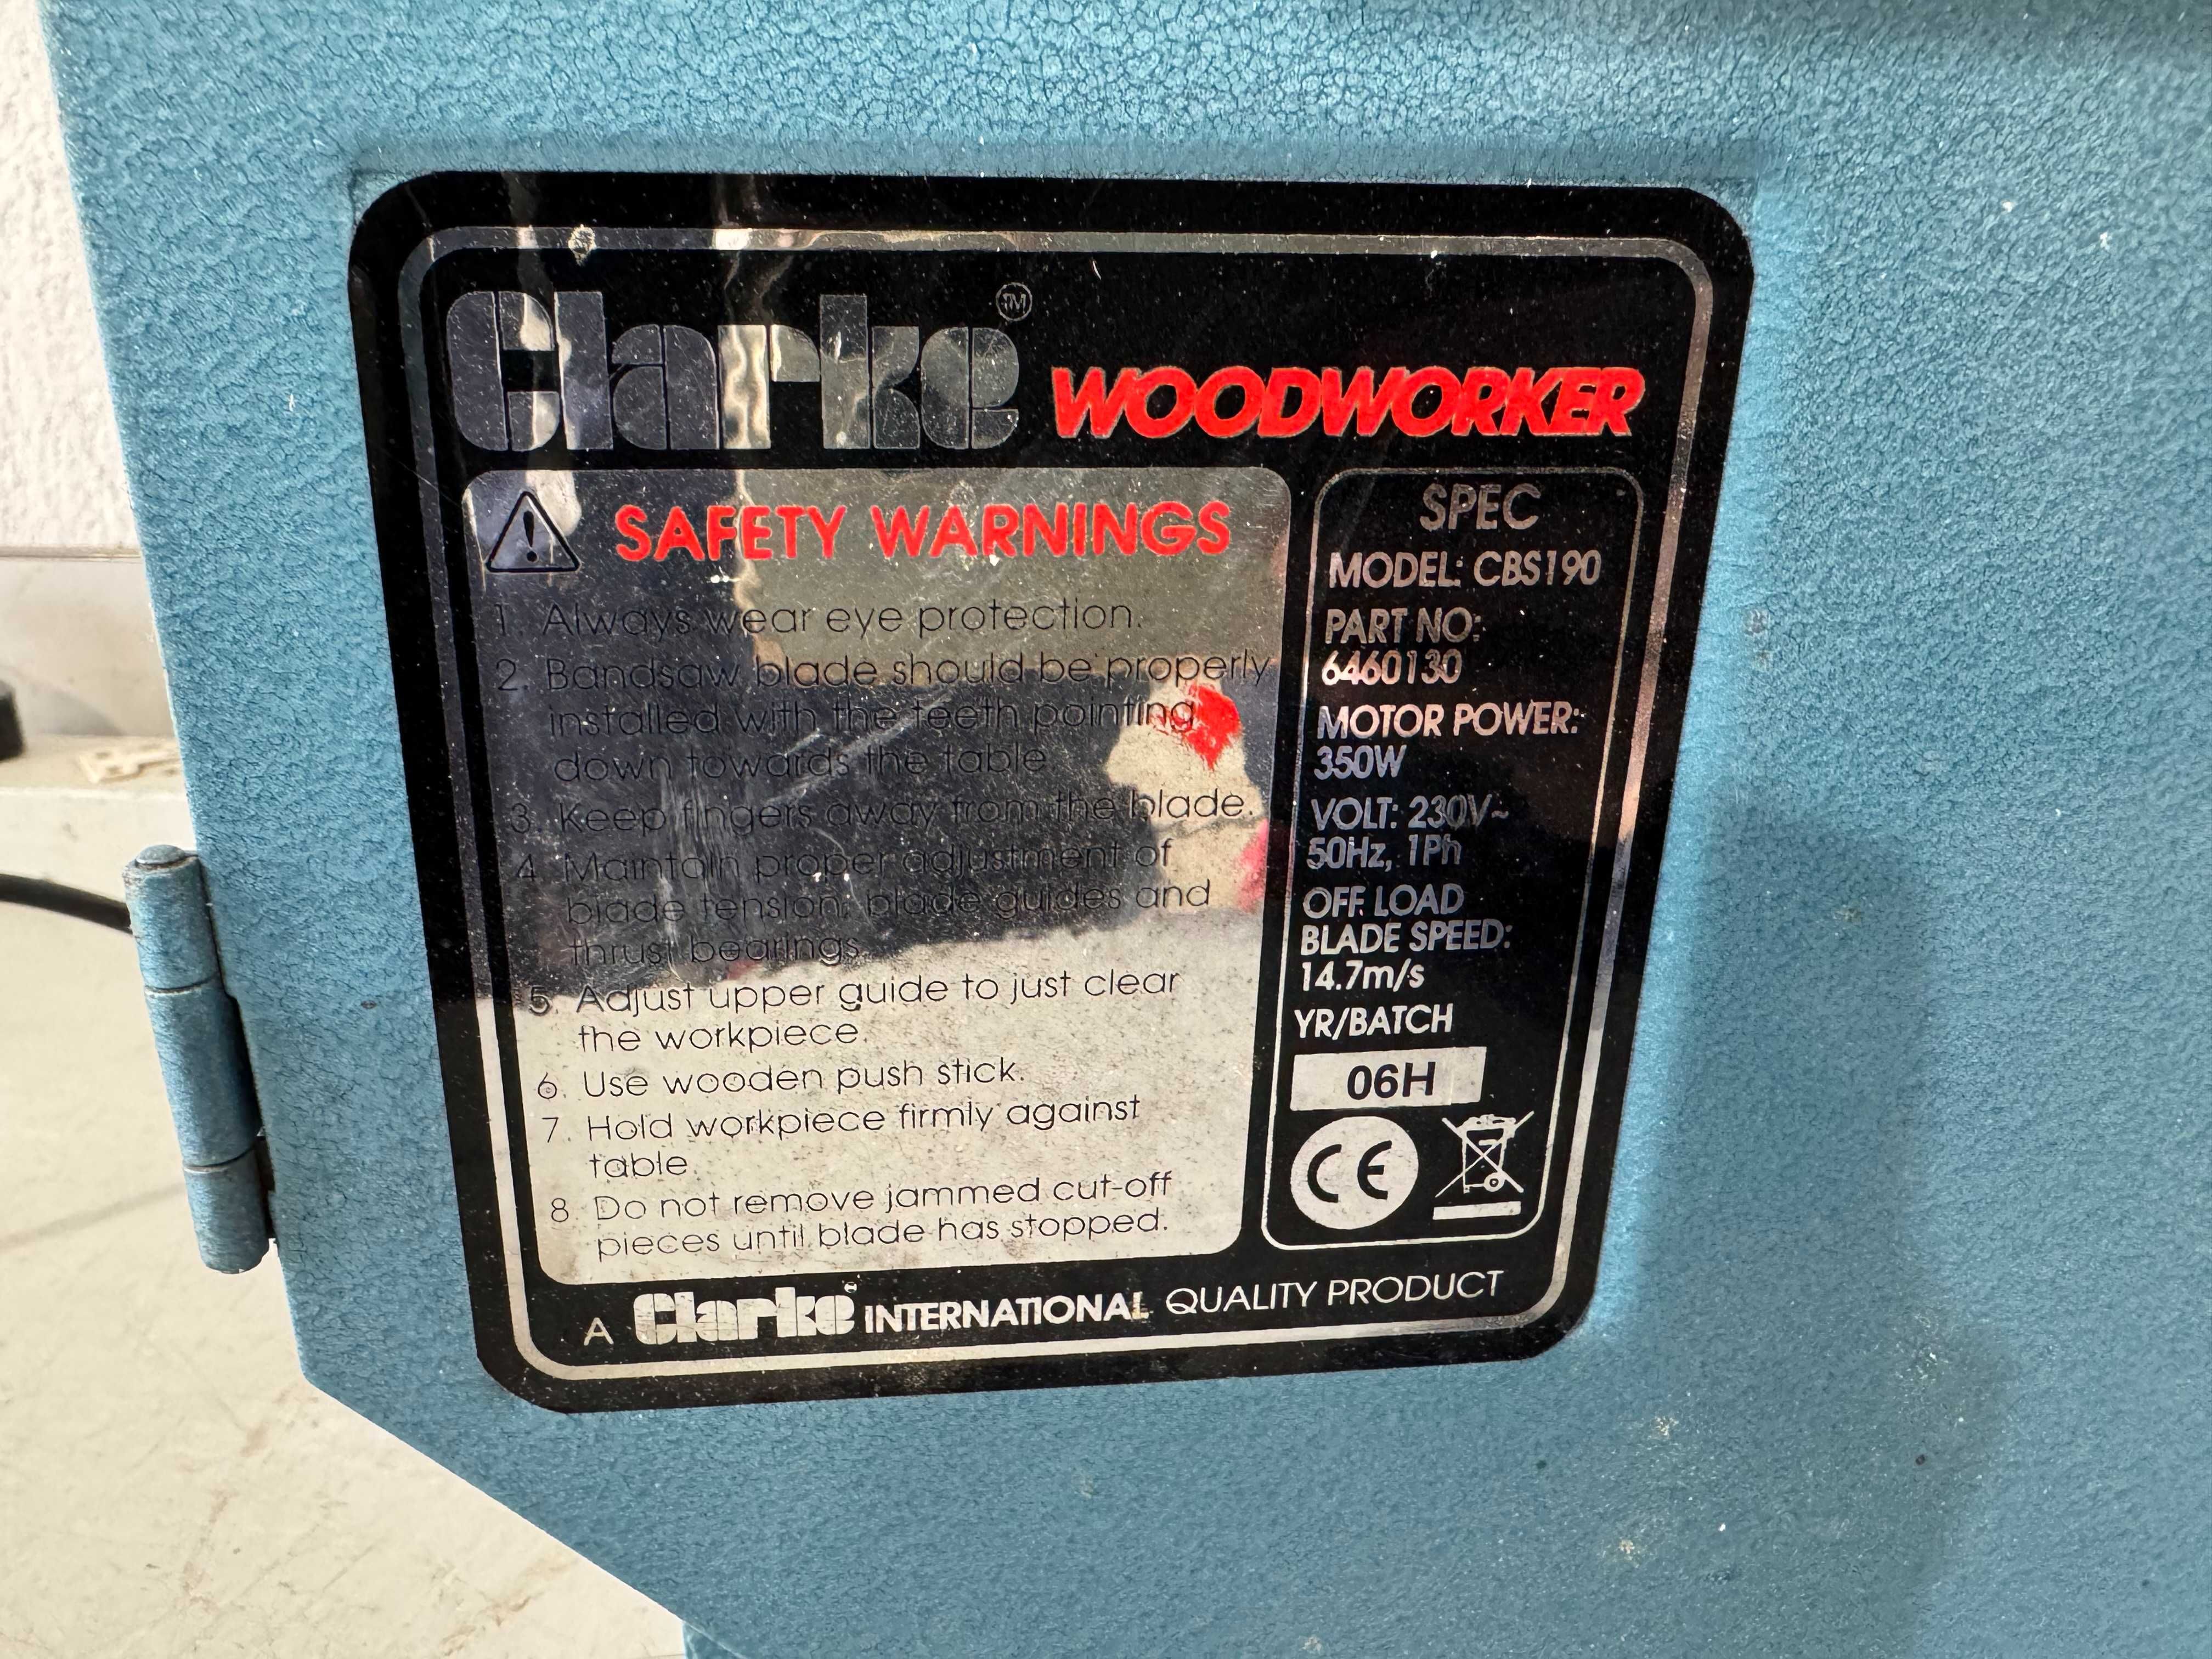 Clarke TM WOODWORKER
SAFETY WARNINGS
1. Always wear eye protection.
2. Bandsaw blade should be properly
installed with the teeth pointing
down towards the table.
3. Keep fingers away from the blade.
4. Maintain proper adjustment of
blade tension, blade guides and
thrust bearings.
5. Adjust upper guide to just clear
the workpiece.
6. Use wooden push stick.
7. Hold workpiece firmly against
table.
8. Do not remove jammed cut-off
pieces until blade has stopped.
SPEC
MODEL: CBS190
PART NO:
6460130
MOTOR POWER:
350W
VOLT: 230V~
50Hz, 1Ph
OFF LOAD
BLADE SPEED:
14.7m/s
YR/BATCH
06H
CE
A Clarke INTERNATIONAL QUALITY PRODUCT